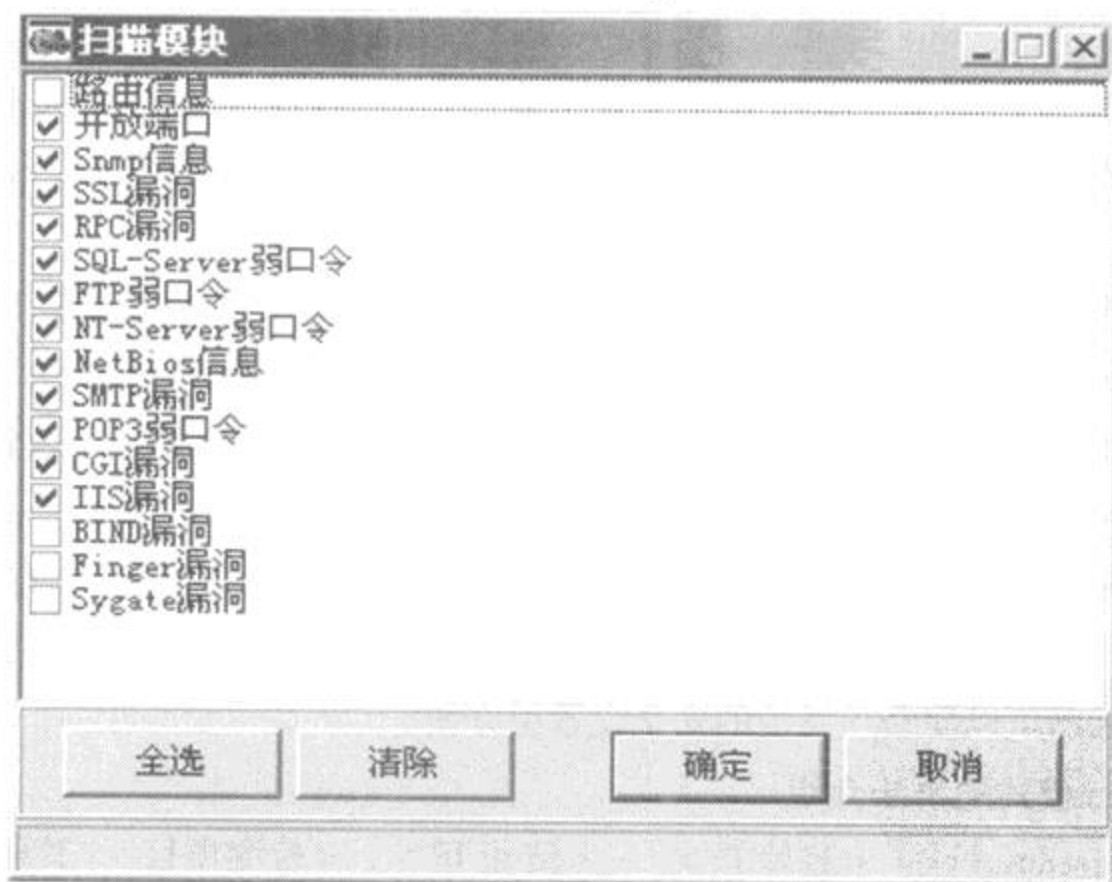 扫描模块
路由信息
开放端口
Snmp信息
SSL漏洞
RPC漏洞
SQL-Server弱口令
FTP弱口令
NT-Server弱口令
NetBios信息
SMTP漏洞
POP3弱口令
CGI漏洞
IIS漏洞
BIND漏洞
Finger漏洞
Sygate漏洞
全选 清除 确定 取消